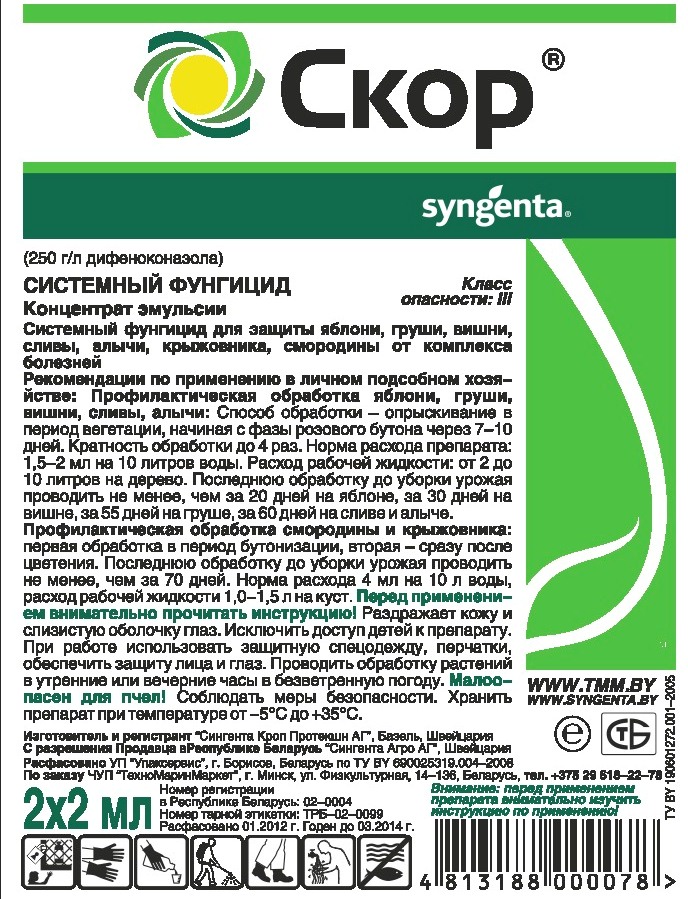 Скор®
syngenta®
(250 г/л дифеноконазола)
СИСТЕМНЫЙ ФУНГИЦИД
Концентрат эмульсии
Класс
опасности: III
Системный фунгицид для защиты яблони, груши, вишни,
сливы, алычи, крыжовника, смородины от комплекса
болезней
Рекомендации по применению в личном подсобном хозя-
йстве: Профилактическая обработка яблони, груши,
вишни, сливы, алычи: Способ обработки – опрыскивание в
период вегетации, начиная с фазы розового бутона через 7–10
дней. Кратность обработки до 4 раз. Норма расхода препарата:
1,5–2 мл на 10 литров воды. Расход рабочей жидкости: от 2 до
10 литров на дерево. Последнюю обработку до уборки урожая
проводить не менее, чем за 20 дней на яблоне, за 30 дней на
вишне, за 55 дней на груше, за 60 дней на сливе и алыче.
Профилактическая обработка смородины и крыжовника:
первая обработка в период бутонизации, вторая – сразу после
цветения. Последнюю обработку до уборки урожая проводить
не менее, чем за 70 дней. Норма расхода 4 мл на 10 л воды,
расход рабочей жидкости 1,0–1,5 л на куст. Перед применени-
ем внимательно прочитать инструкцию! Раздражает кожу и
слизистую оболочку глаз. Исключить доступ детей к препарату.
При работе использовать защитную спецодежду, перчатки,
обеспечить защиту лица и глаз. Проводить обработку растений
в утренние или вечерние часы в безветренную погоду. Малоо-
пасен для пчел! Соблюдать меры безопасности. Хранить
препарат при температуре от –5°С до +35°С.
WWW.TMM.BY
WWW.SYNGENTA.BY
Изготовитель и регистрант "Сингента Кроп Протекшн АГ", Базель, Швейцария
С разрешения Продавца вРеспублике Беларусь "Сингента Агро АГ", Швейцария
Расфасовано УП "Упаксервис", г. Борисов, Беларусь по ТУ BY 690025319.004–2006
По заказу ЧУП "ТехноМаринМаркет", г. Минск, ул. Физкультурная, 14–136, Беларусь, тел. +375 29 618–22–78
е
СТБ
ТУ BY 190601272.001–2005
2х2 мл
Номер регистрации
в Республике Беларусь: 02–0004
Номер тарной этикетки: ТРБ–02–0099
Расфасовано 01.2012 г. Годен до 03.2014 г.
Внимание: перед применением
препарата внимательно изучить
инструкцию по применению!
4 813188 000078 >